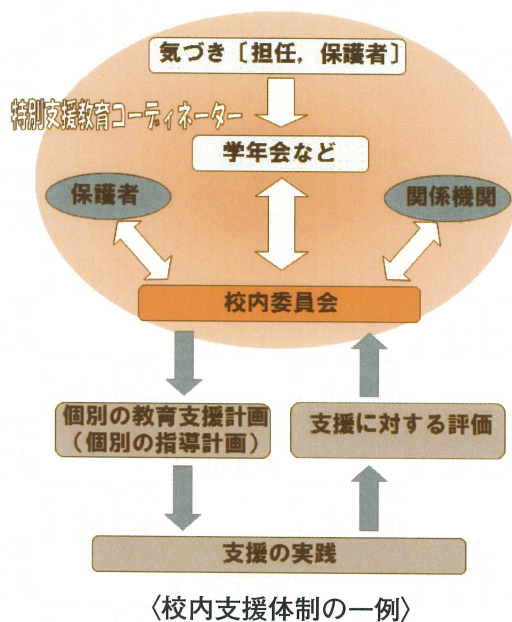 気づき〔担任，保護者〕
特別支援教育コーディネーター
学年会など
保護者
関係機関
校内委員会
個別の教育支援計画
（個別の指導計画）
支援に対する評価
支援の実践
〈校内支援体制の一例〉